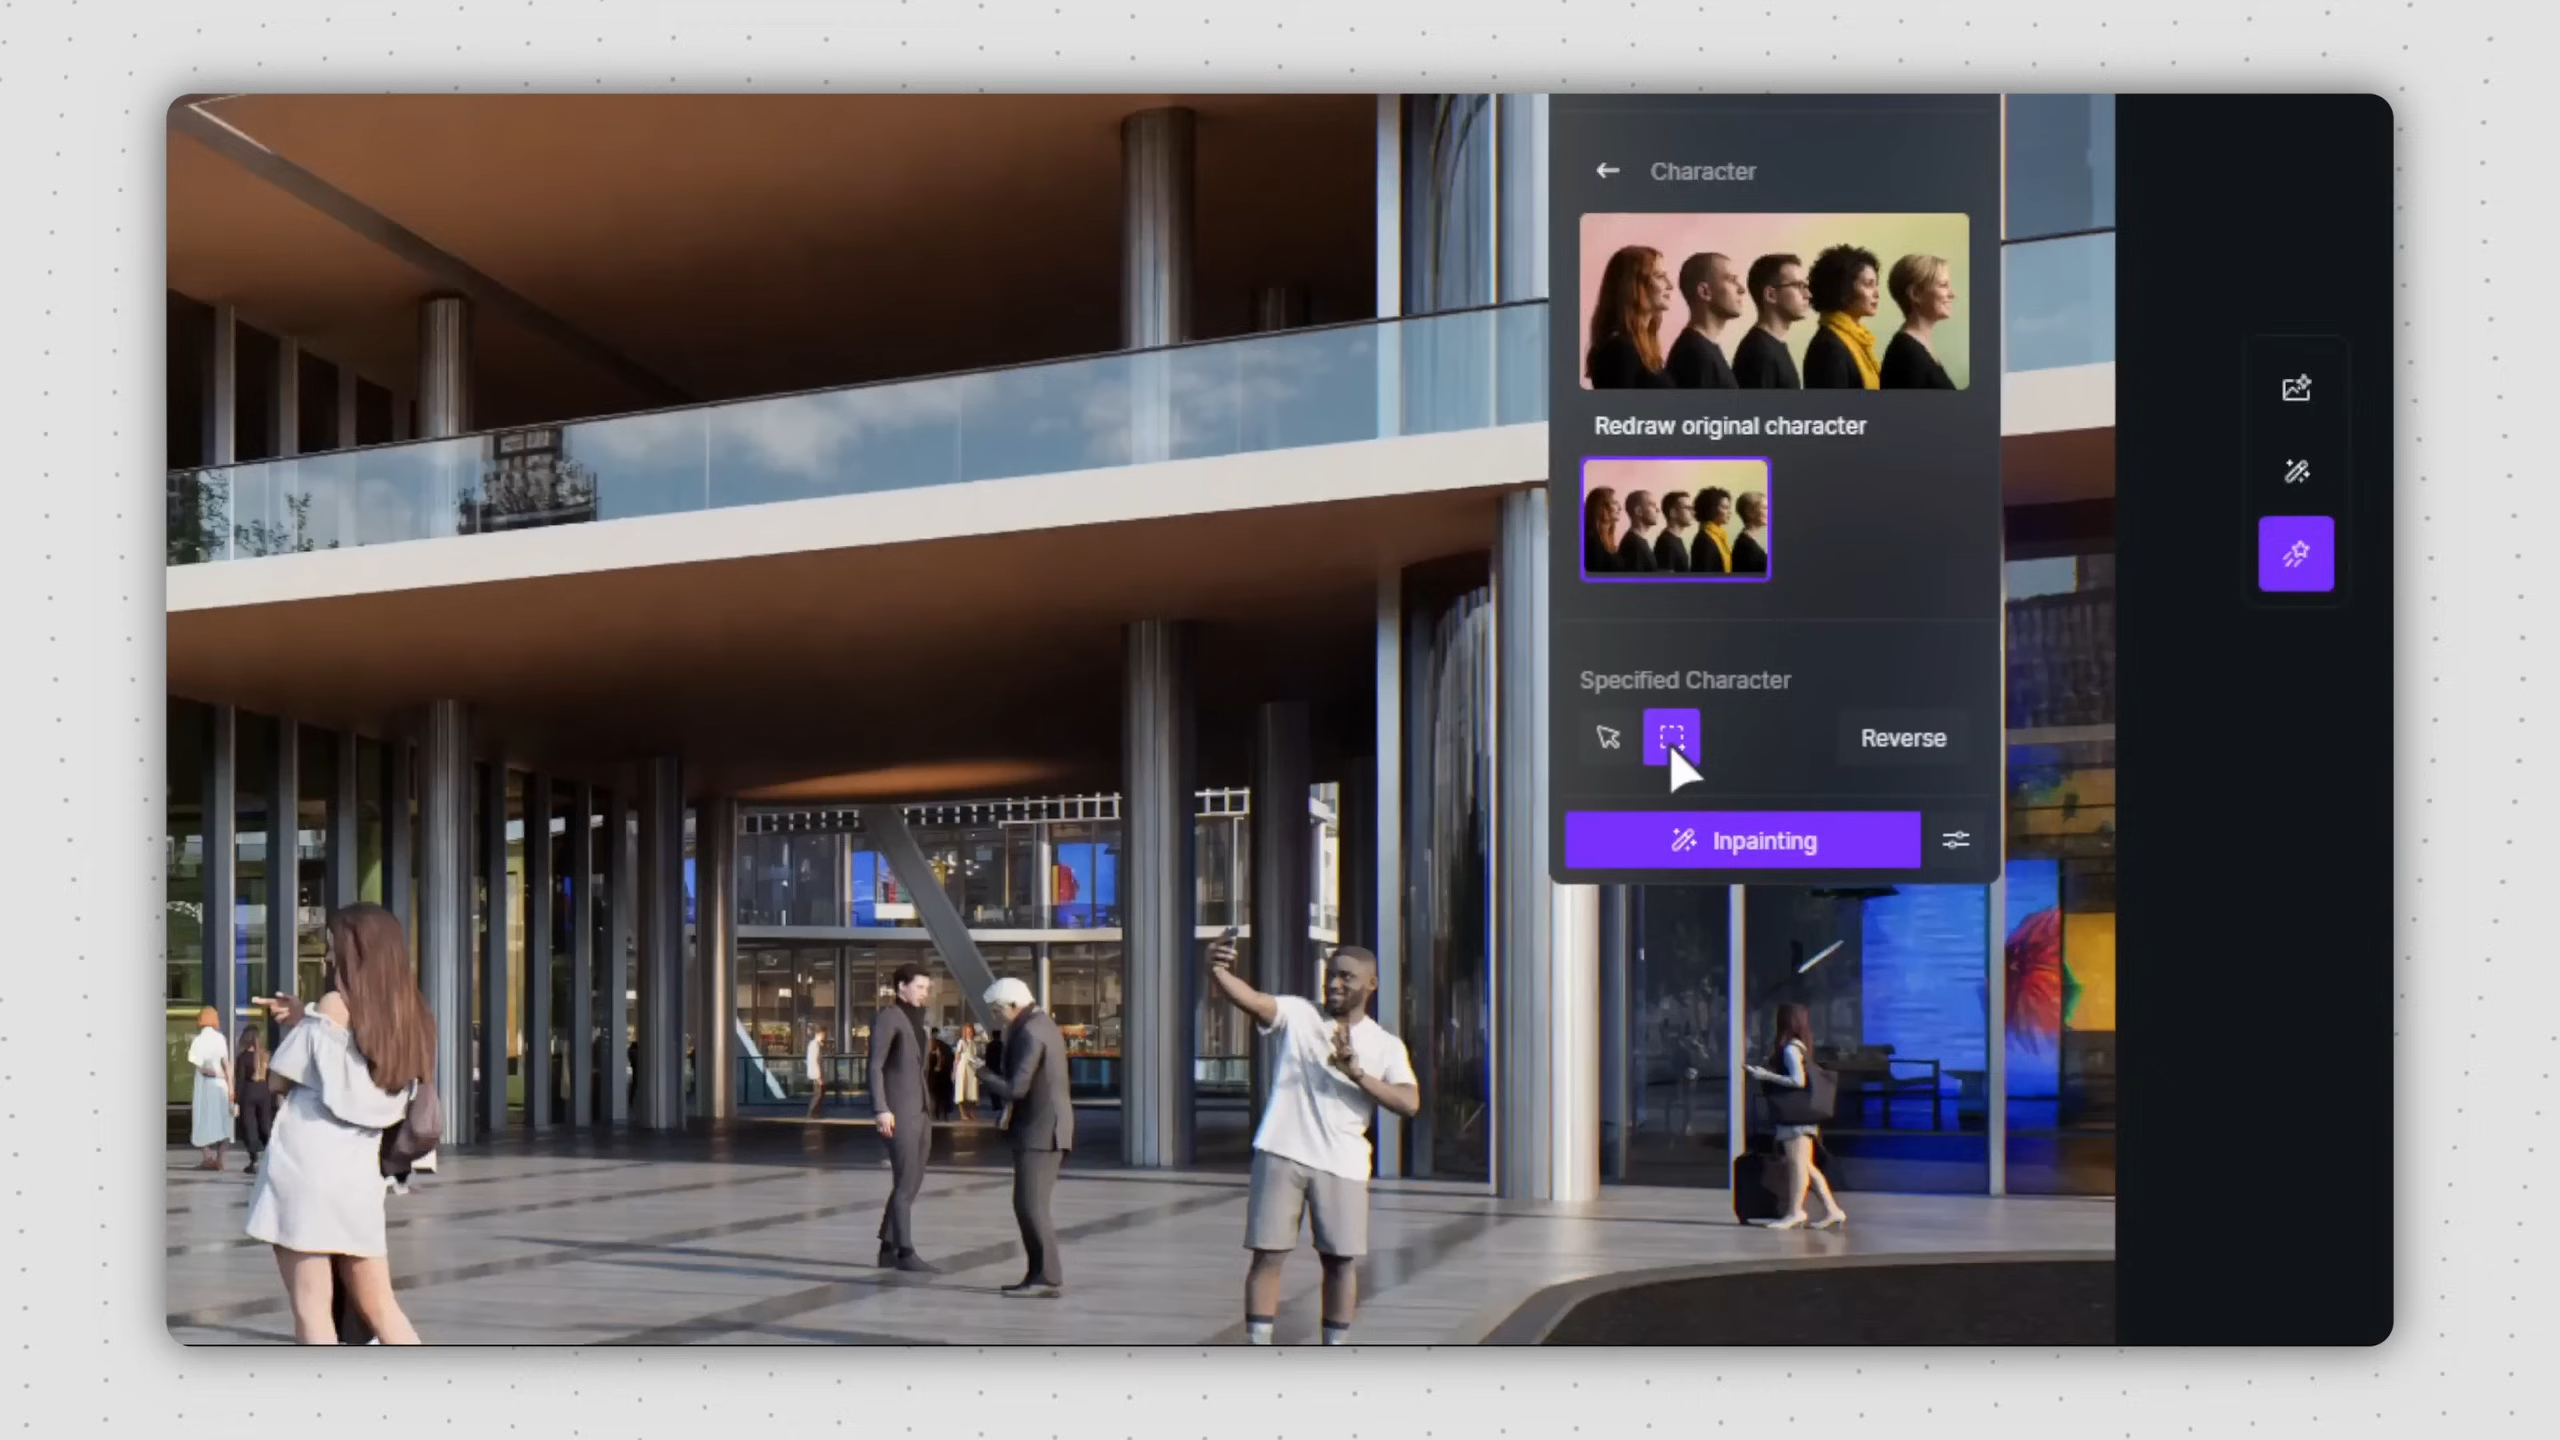 Character
Redraw original character
Specified Character
Reverse
Inpainting